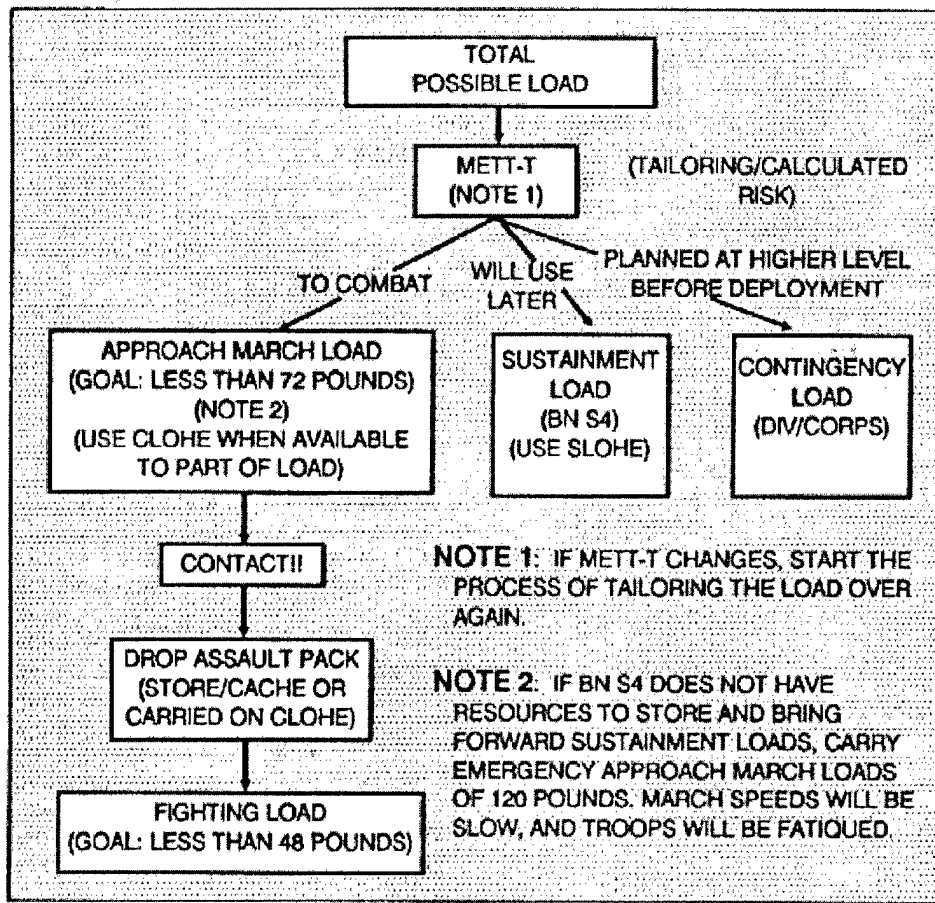 TOTAL
POSSIBLE LOAD
METT-T
(NOTE 1)
(TAILORING/CALCULATED
RISK)
TO COMBAT
WILL USE
LATER
PLANNED AT HIGHER LEVEL
BEFORE DEPLOYMENT
APPROACH MARCH LOAD
(GOAL: LESS THAN 72 POUNDS)
(NOTE 2)
(USE CLOHE WHEN AVAILABLE
TO PART OF LOAD)
SUSTAINMENT
LOAD
(BN S4)
(USE SLOHE)
CONTINGENCY
LOAD
(DIV/CORPS)
CONTACT!!
DROP ASSAULT PACK
(STORE/CACHE OR
CARRIED ON CLOHE)
FIGHTING LOAD
(GOAL: LESS THAN 48 POUNDS)
NOTE 1: IF METT-T CHANGES, START THE
PROCESS OF TAILORING THE LOAD OVER
AGAIN.
NOTE 2: IF BN S4 DOES NOT HAVE
RESOURCES TO STORE AND BRING
FORWARD SUSTAINMENT LOADS, CARRY
EMERGENCY APPROACH MARCH LOADS
OF 120 POUNDS. MARCH SPEEDS WILL BE
SLOW, AND TROOPS WILL BE FATIQUED.